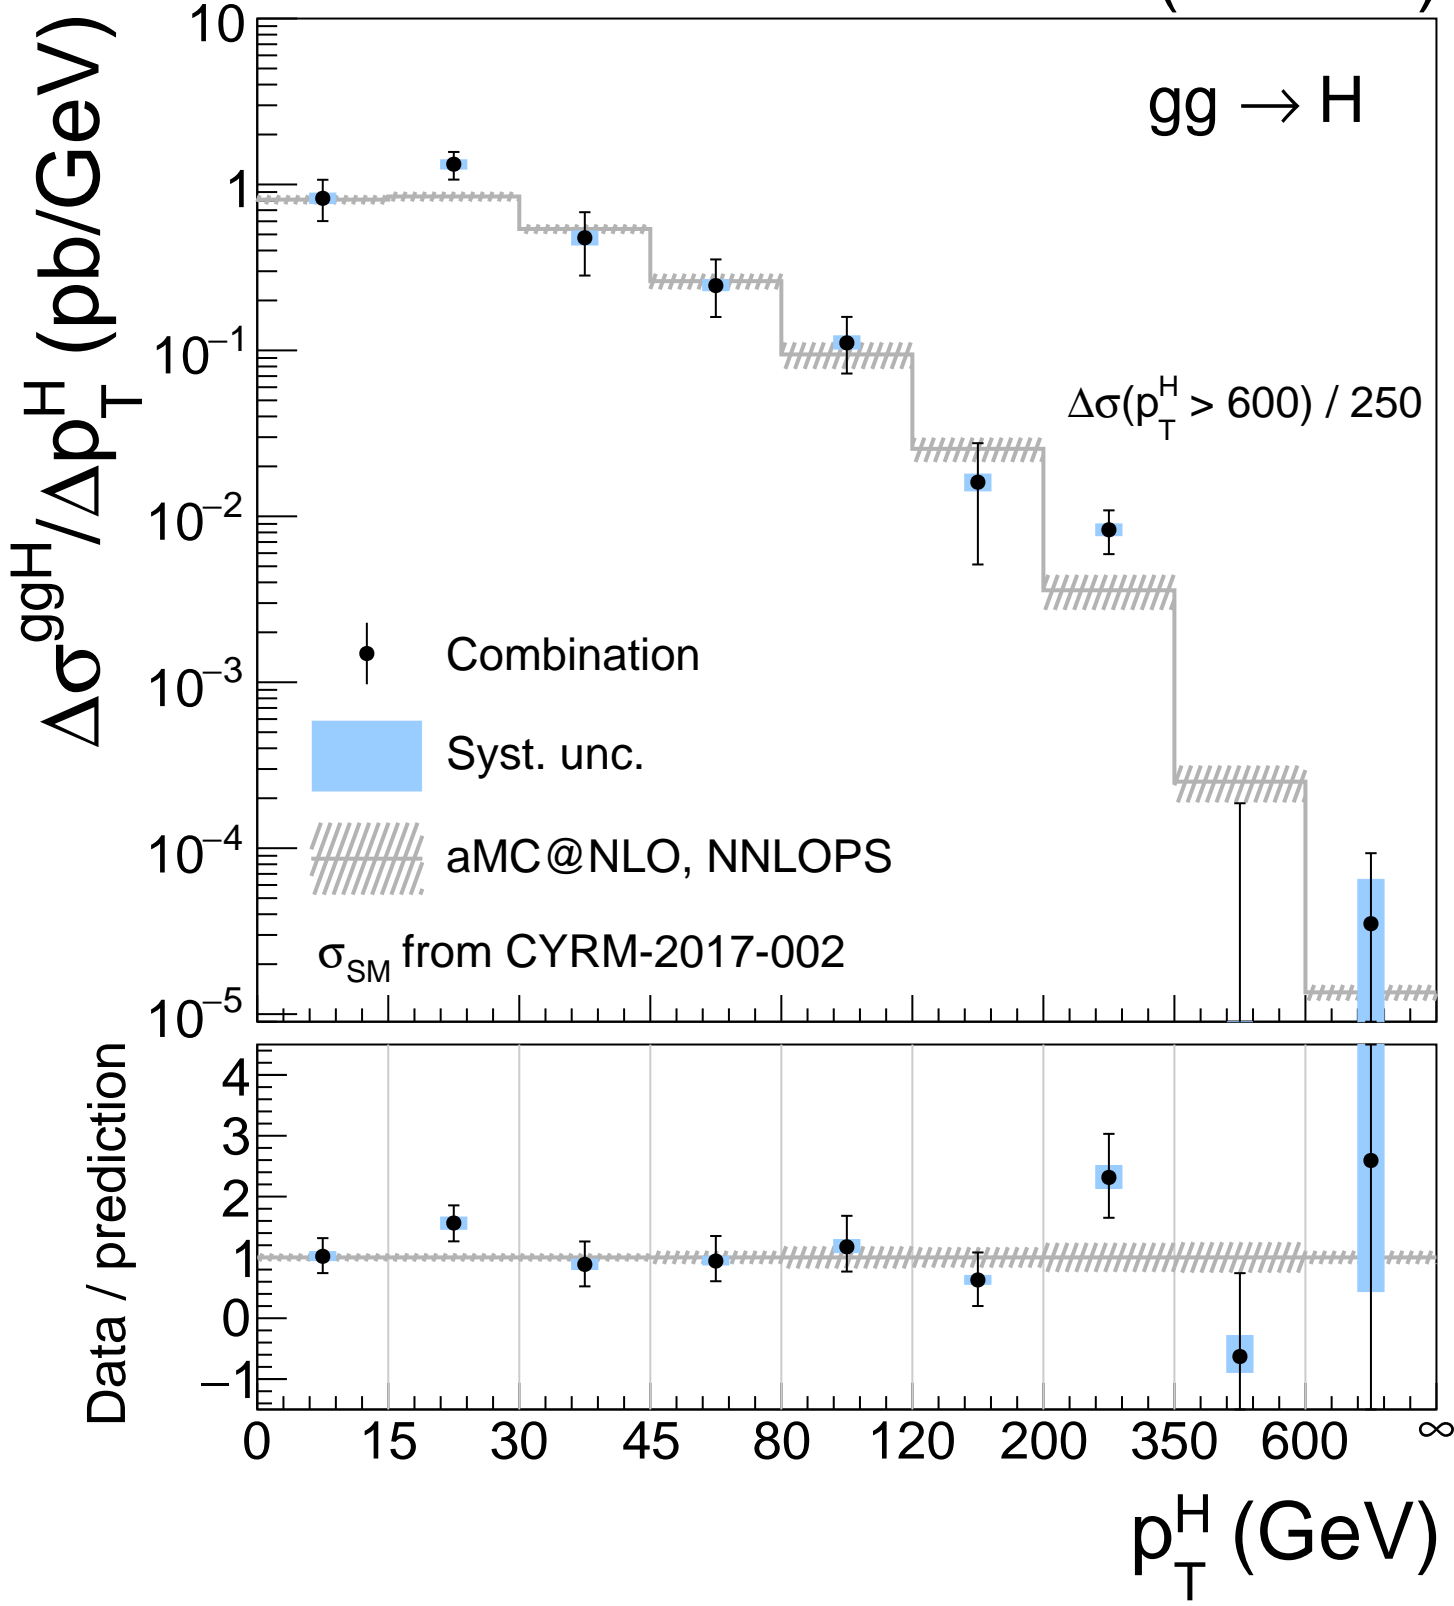 10
1
10⁻¹
10⁻²
10⁻³
10⁻⁴
10⁻⁵
Δσ^ggH/Δp_T^H (pb/GeV)
gg → H
Δσ(p_T^H > 600) / 250
Combination
Syst. unc.
aMC@NLO, NNLOPS
σ_SM from CYRM-2017-002
Data / prediction
4
3
2
1
0
−1
0 15 30 45 80 120 200 350 600 ∞
p_T^H (GeV)